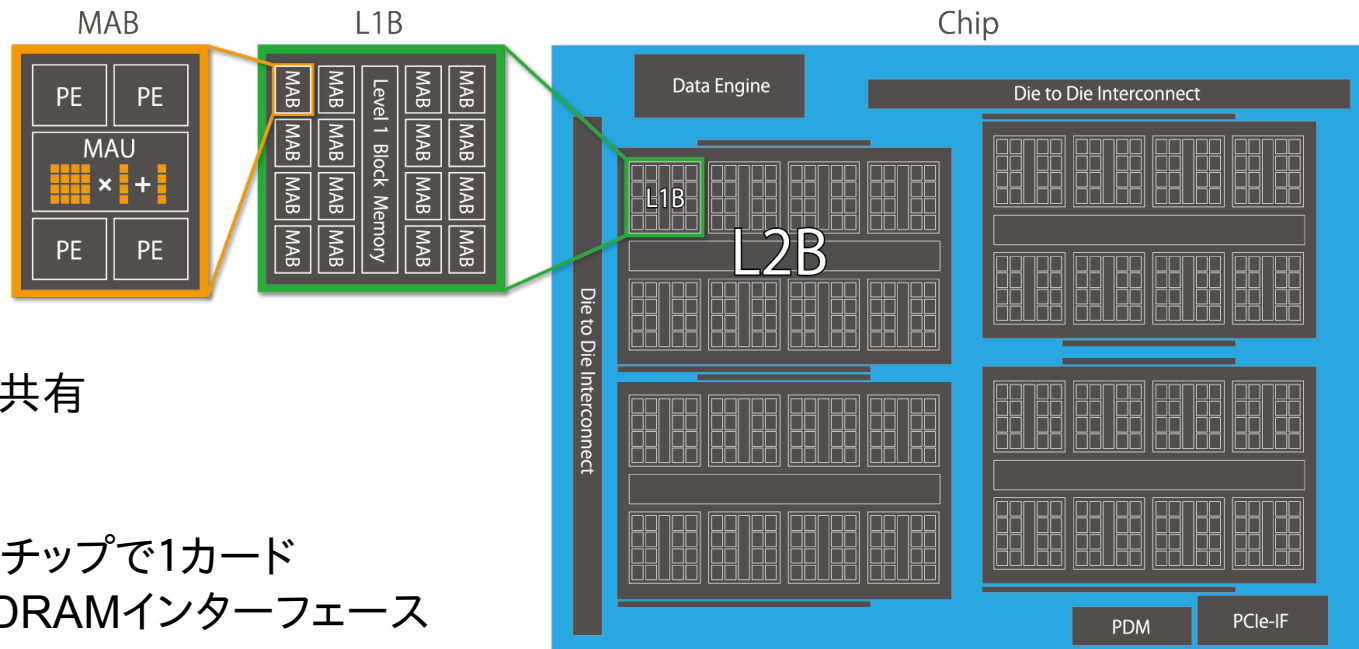 MAB
L1B
Chip
PE PE
MAU
× +
PE PE
MAB MAB Level 1 Block Memory MAB MAB
MAB MAB MAB MAB
MAB MAB MAB MAB
MAB MAB MAB MAB
Data Engine
Die to Die Interconnect
L1B
L2B
Die to Die Interconnect
共有
チップで1カード
DRAMインターフェース
PDM
PCIe-IF